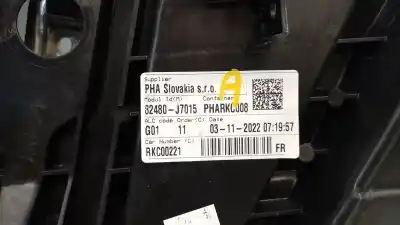 Supplier
PHA Slovakia s.r.o.
A
Modul Id(M) Container
82480-J7015 PHARKC008
ALC code Order(C) Date
G01 11 03-11-2022 07:19:57
Car Number (C)
RKC00221 FR